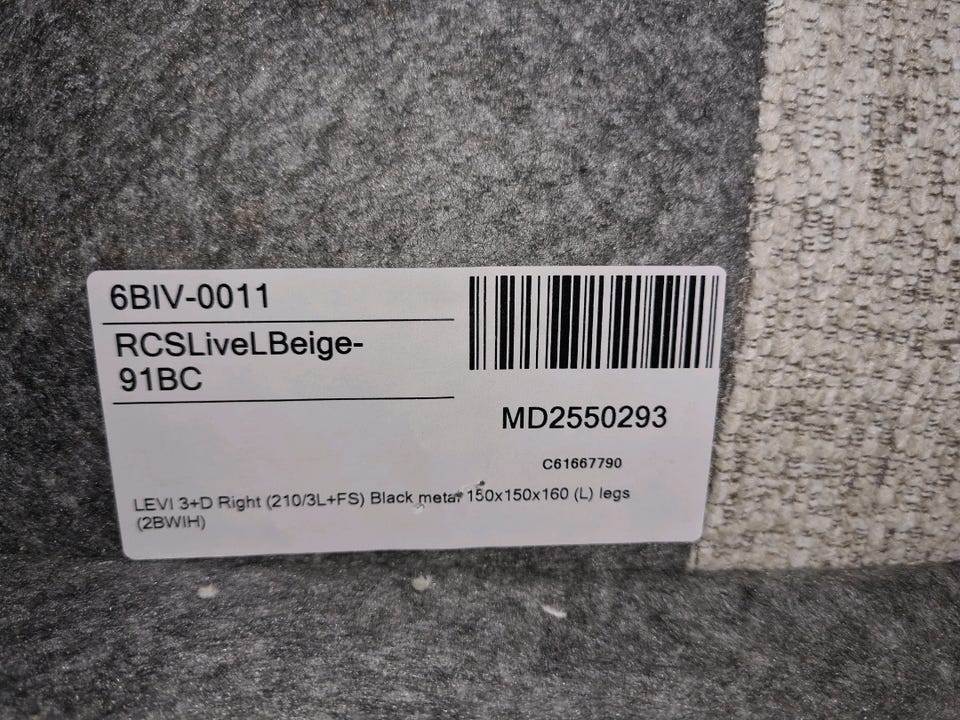 6BIV-0011
RCSLiveLBeige-
91BC
MD2550293
C61667790
LEVI 3+D Right (210/3L+FS) Black metal 150x150x160 (L) legs
(2BWIH)